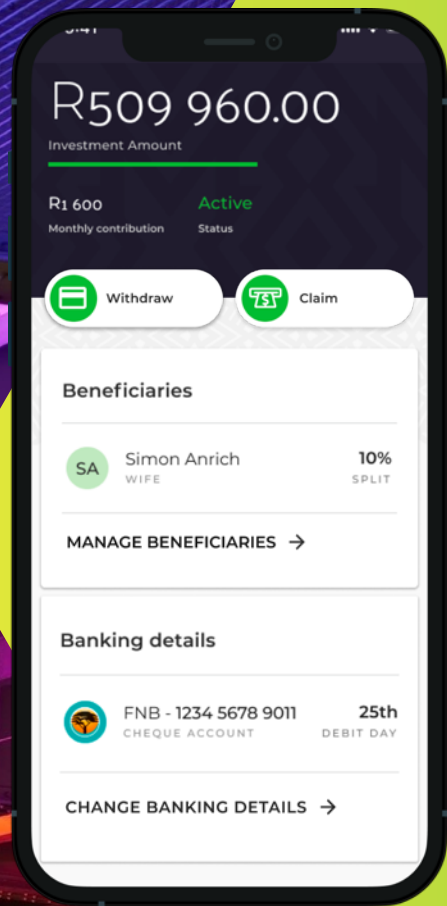 R509 960.00
Investment Amount
R1 600 Active
Monthly contribution Status
Withdraw Claim
Beneficiaries
SA Simon Anrich 10%
WIFE SPLIT
MANAGE BENEFICIARIES →
Banking details
FNB - 1234 5678 9011 25th
CHEQUE ACCOUNT DEBIT DAY
CHANGE BANKING DETAILS →